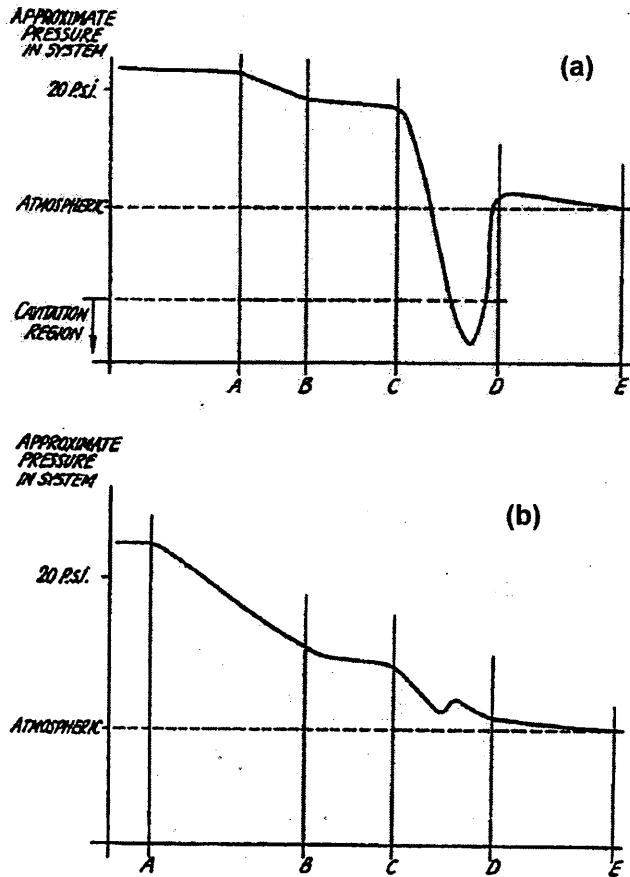 APPROXIMATE
PRESSURE
IN SYSTEM
(a)
20 P.S.I.
ATMOSPHERIC
CAVITATION
REGION
A B C D E
APPROXIMATE
PRESSURE
IN SYSTEM
(b)
20 P.S.I.
ATMOSPHERIC
A B C D E